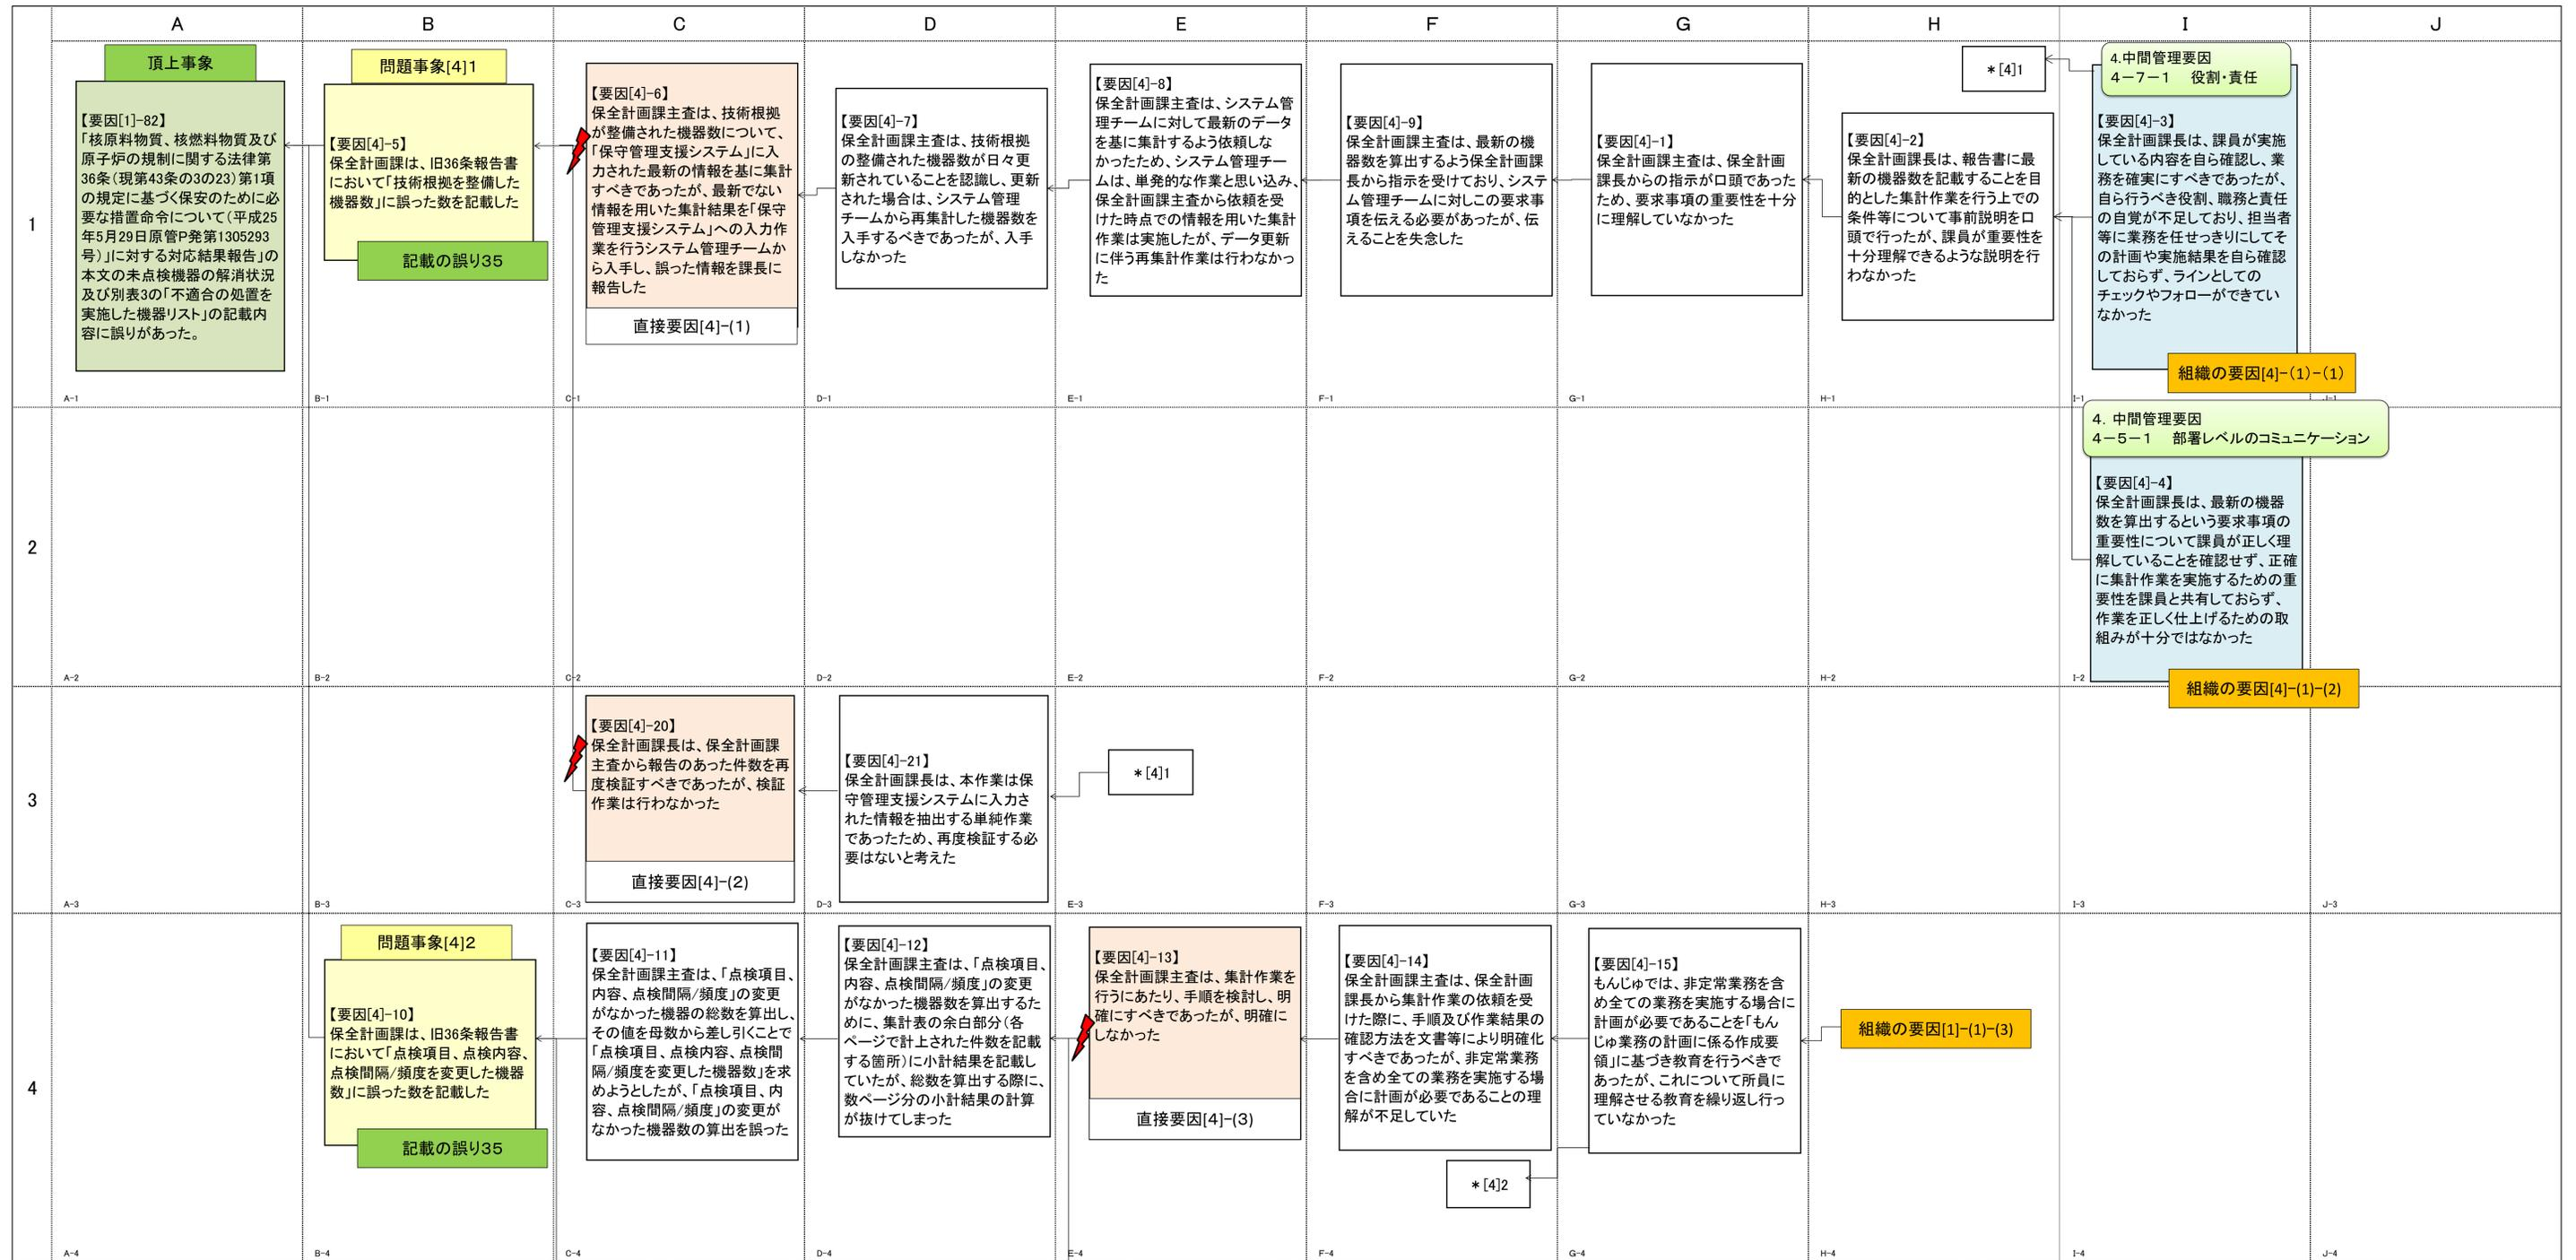 A
B
C
D
E
F
G
H
I
J
1
頂上事象
【要因[1]-82】
「核原料物質、核燃料物質及び
原子炉の規制に関する法律第
36条（現第43条の3の23）第1項
の規定に基づく保安のために必
要な措置命令について（平成25
年5月29日原管P発第1305293
号）」に対する対応結果報告」の
本文の未点検機器の解消状況
及び別表3の「不適合の処置を
実施した機器リスト」の記載内
容に誤りがあった。
A-1
問題事象[4]1
【要因[4]-5】
保全計画課は、旧36条報告書
において「技術根拠を整備した
機器数」に誤った数を記載した
記載の誤り35
B-1
【要因[4]-6】
保全計画課主査は、技術根拠
が整備された機器数について、
「保守管理支援システム」に入
力された最新の情報を基に集計
すべきであったが、最新でない
情報を用いた集計結果を「保守
管理支援システム」への入力作
業を行うシステム管理チームか
ら入手し、誤った情報を課長に
報告した
直接要因[4]-(1)
C-1
【要因[4]-7】
保全計画課主査は、技術根拠
の整備された機器数が日々更
新されていることを認識し、更新
された場合は、システム管理
チームから再集計した機器数を
入手するべきであったが、入手
しなかった
D-1
【要因[4]-8】
保全計画課主査は、システム管
理チームに対して最新のデータ
を基に集計するよう依頼しな
かったため、システム管理チー
ムは、単発的な作業と思い込み、
保全計画課主査から依頼を受
けた時点での情報を用いた集計
作業は実施したが、データ更新
に伴う再集計作業は行わなかっ
た
E-1
【要因[4]-9】
保全計画課主査は、最新の機
器数を算出するよう保全計画課
長から指示を受けており、システ
ム管理チームに対しこの要求事
項を伝える必要があったが、伝
えることを失念した
F-1
【要因[4]-1】
保全計画課主査は、保全計画
課長からの指示が口頭であった
ため、要求事項の重要性を十分
に理解していなかった
G-1
＊[4]1
【要因[4]-2】
保全計画課長は、報告書に最
新の機器数を記載することを目
的とした集計作業を行う上での
条件等について事前説明を口
頭で行ったが、課員が重要性を
十分理解できるような説明を行
わなかった
H-1
4.中間管理要因
4－7－1　役割・責任
【要因[4]-3】
保全計画課長は、課員が実施
している内容を自ら確認し、業
務を確実にすべきであったが、
自ら行うべき役割、職務と責任
の自覚が不足しており、担当者
等に業務を任せっきりにしてそ
の計画や実施結果を自ら確認
しておらず、ラインとしての
チェックやフォローができてい
なかった
組織の要因[4]-(1)-(1)
I-1
J-1
2
A-2
B-2
C-2
D-2
E-2
F-2
G-2
H-2
4．中間管理要因
4－5－1　部署レベルのコミュニケーション
【要因[4]-4】
保全計画課長は、最新の機器
数を算出するという要求事項の
重要性について課員が正しく理
解していることを確認せず、正確
に集計作業を実施するための重
要性を課員と共有しておらず、
作業を正しく仕上げるための取
組みが十分ではなかった
I-2
組織の要因[4]-(1)-(2)
3
A-3
B-3
【要因[4]-20】
保全計画課長は、保全計画課
主査から報告のあった件数を再
度検証すべきであったが、検証
作業は行わなかった
直接要因[4]-(2)
C-3
【要因[4]-21】
保全計画課長は、本作業は保
守管理支援システムに入力さ
れた情報を抽出する単純作業
であったため、再度検証する必
要はないと考えた
D-3
＊[4]1
E-3
F-3
G-3
H-3
I-3
J-3
4
A-4
問題事象[4]2
【要因[4]-10】
保全計画課は、旧36条報告書
において「点検項目、点検内容、
点検間隔/頻度を変更した機器
数」に誤った数を記載した
記載の誤り35
B-4
【要因[4]-11】
保全計画課主査は、「点検項目、
内容、点検間隔/頻度」の変更
がなかった機器の総数を算出し、
その値を母数から差し引くことで
「点検項目、点検内容、点検間
隔/頻度を変更した機器数」を求
めようとしたが、「点検項目、内
容、点検間隔/頻度」の変更が
なかった機器数の算出を誤った
C-4
【要因[4]-12】
保全計画課主査は、「点検項目、
内容、点検間隔/頻度」の変更
がなかった機器数を算出するた
めに、集計表の余白部分（各
ページで計上された件数を記載
する箇所）に小計結果を記載し
ていたが、総数を算出する際に、
数ページ分の小計結果の計算
が抜けてしまった
D-4
【要因[4]-13】
保全計画課主査は、集計作業を
行うにあたり、手順を検討し、明
確にすべきであったが、明確に
しなかった
直接要因[4]-(3)
E-4
【要因[4]-14】
保全計画課主査は、保全計画
課長から集計作業の依頼を受
けた際に、手順及び作業結果の
確認方法を文書等により明確化
すべきであったが、非定常業務
を含め全ての業務を実施する場
合に計画が必要であることの理
解が不足していた
＊[4]2
F-4
【要因[4]-15】
もんじゅでは、非定常業務を含
め全ての業務を実施する場合に
計画が必要であることを「もん
じゅ業務の計画に係る作成要
領」に基づき教育を行うべきで
あったが、これについて所員に
理解させる教育を繰り返し行っ
ていなかった
G-4
組織の要因[1]-(1)-(3)
H-4
I-4
J-4